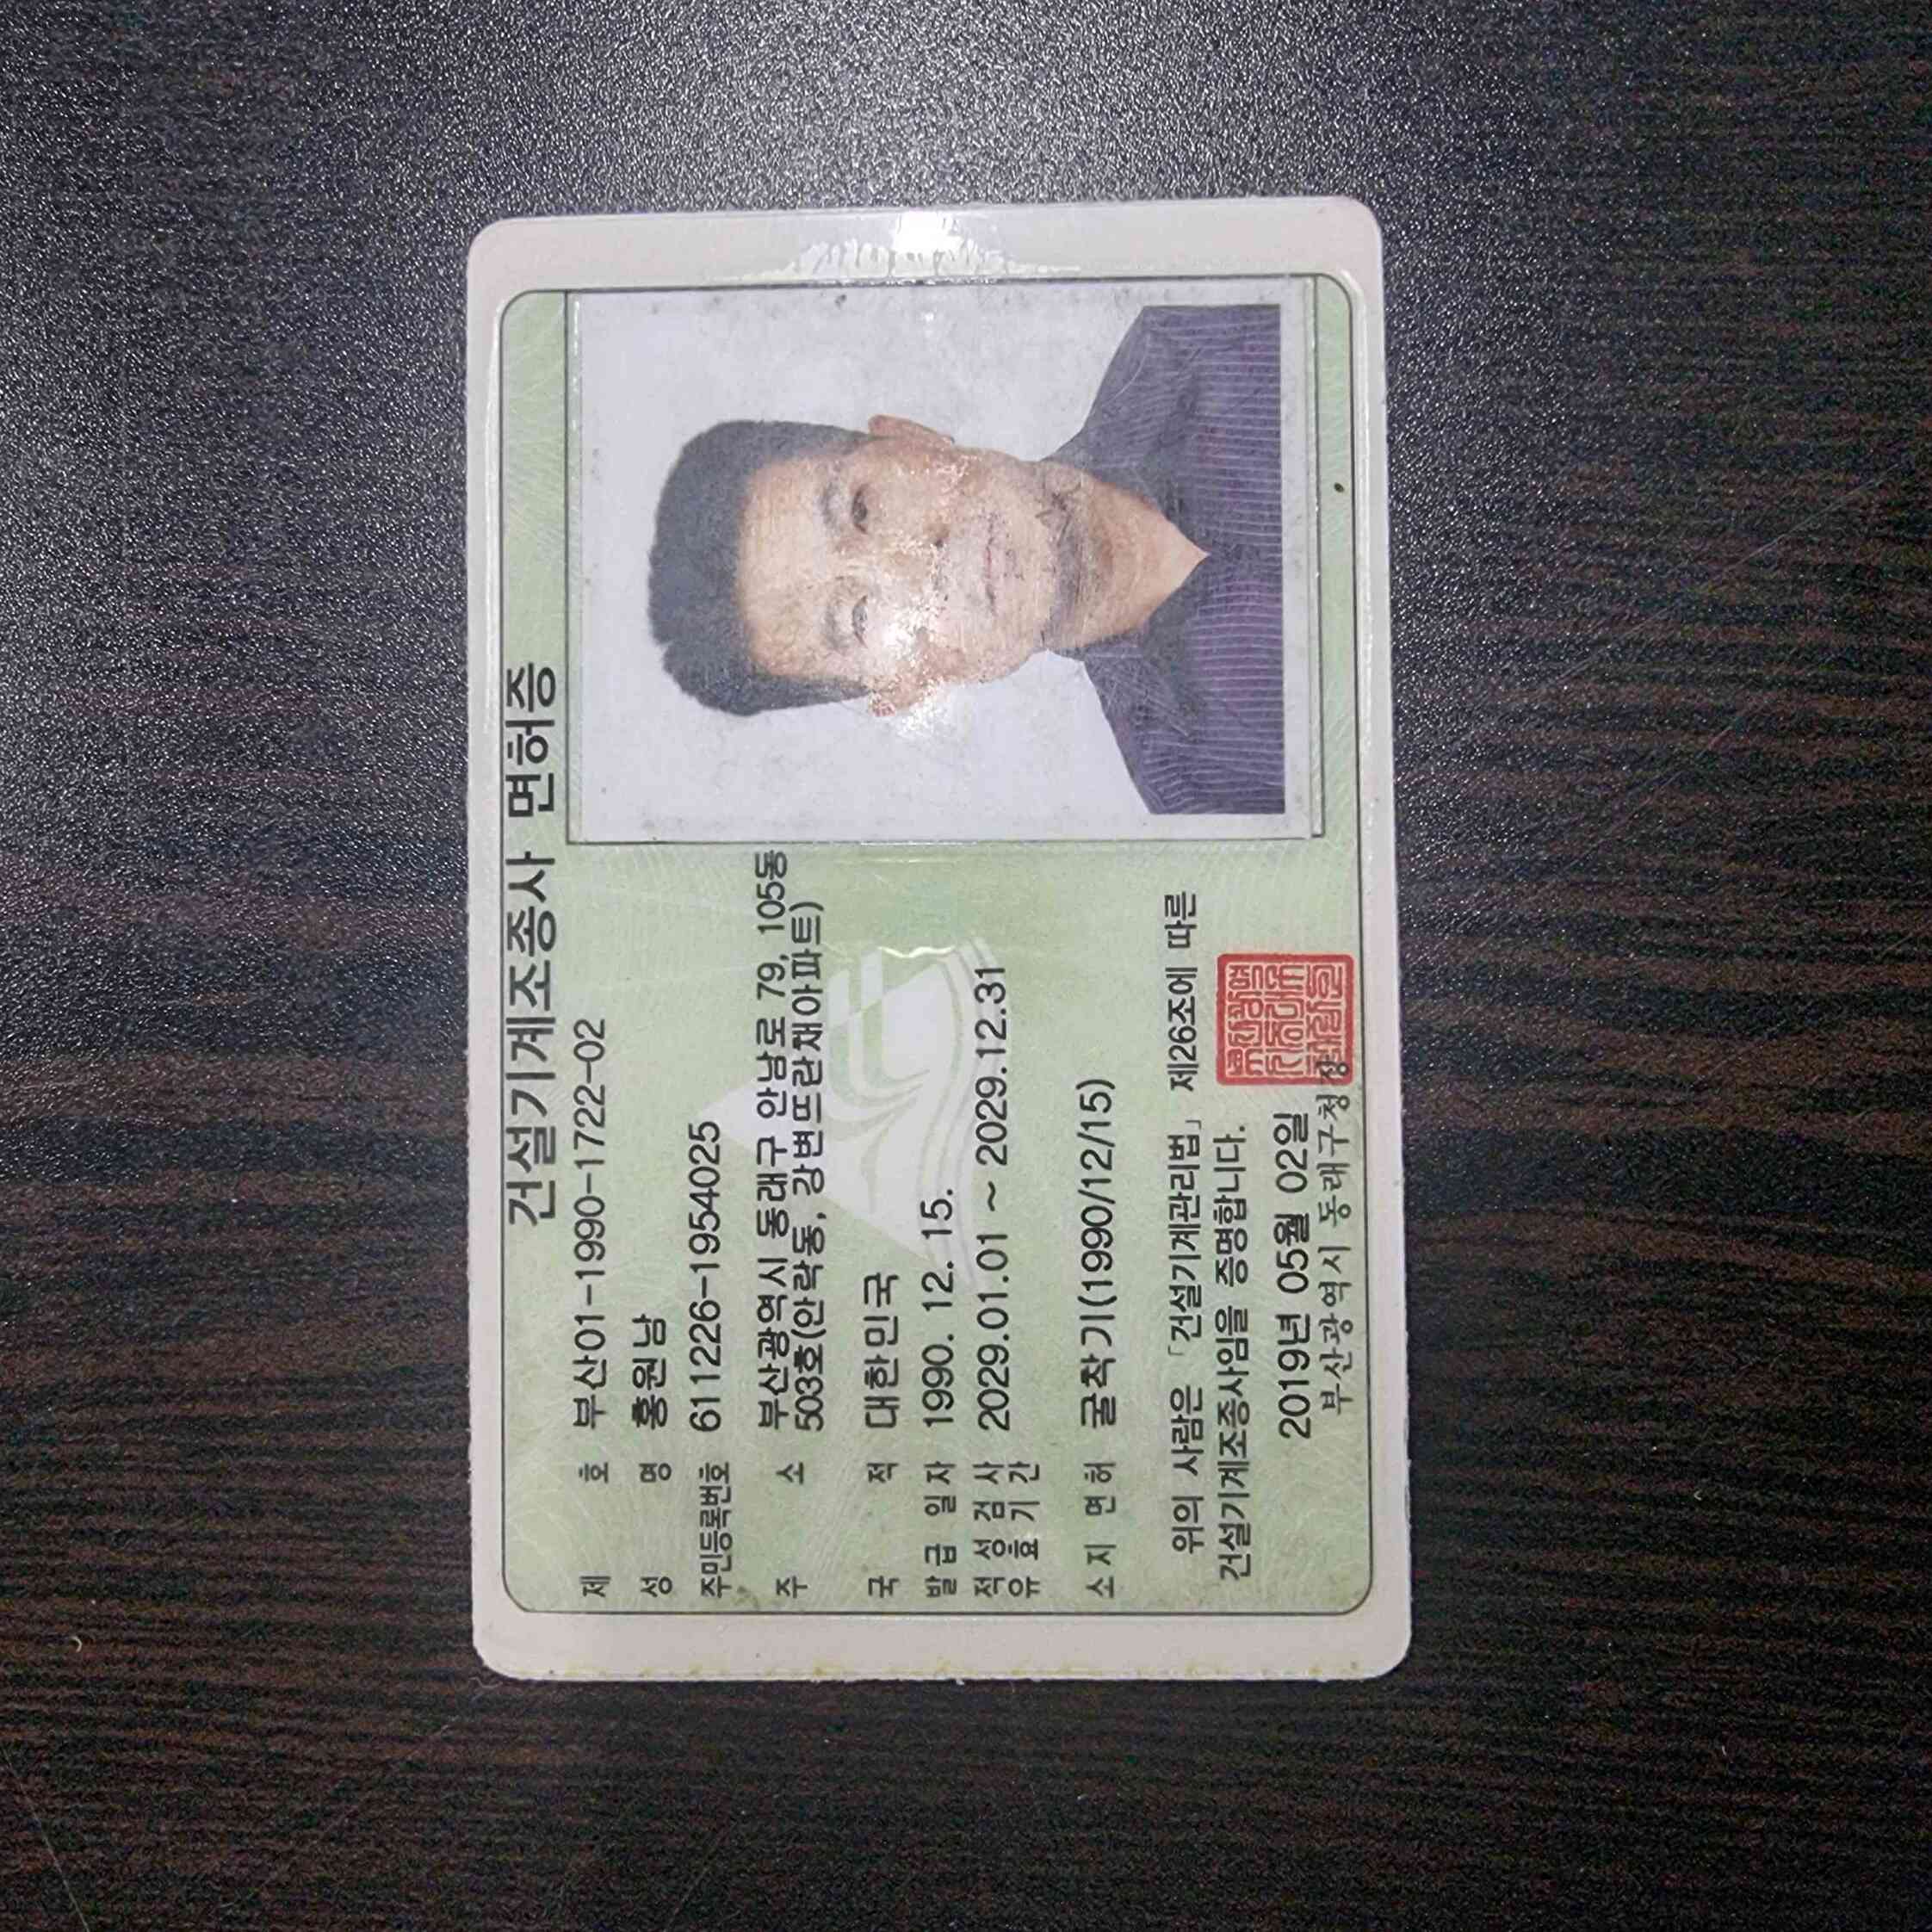 건설기계조종사 면허증
제 호 부산01-1990-1722-02
성 명 홍원남
주민등록번호 611226-1954025
주 소 부산광역시 동래구 안남로 79, 105동
503호(안락동, 강변뜨란채아파트)
국 적 대한민국
발급 일자 1990. 12. 15.
적성검사
유효기간 2029.01.01 ~ 2029.12.31
소지 면허 굴착기(1990/12/15)
위의 사람은 「건설기계관리법」 제26조에 따른
건설기계조종사임을 증명합니다.
2019년 05월 02일
부산광역시 동래구청장